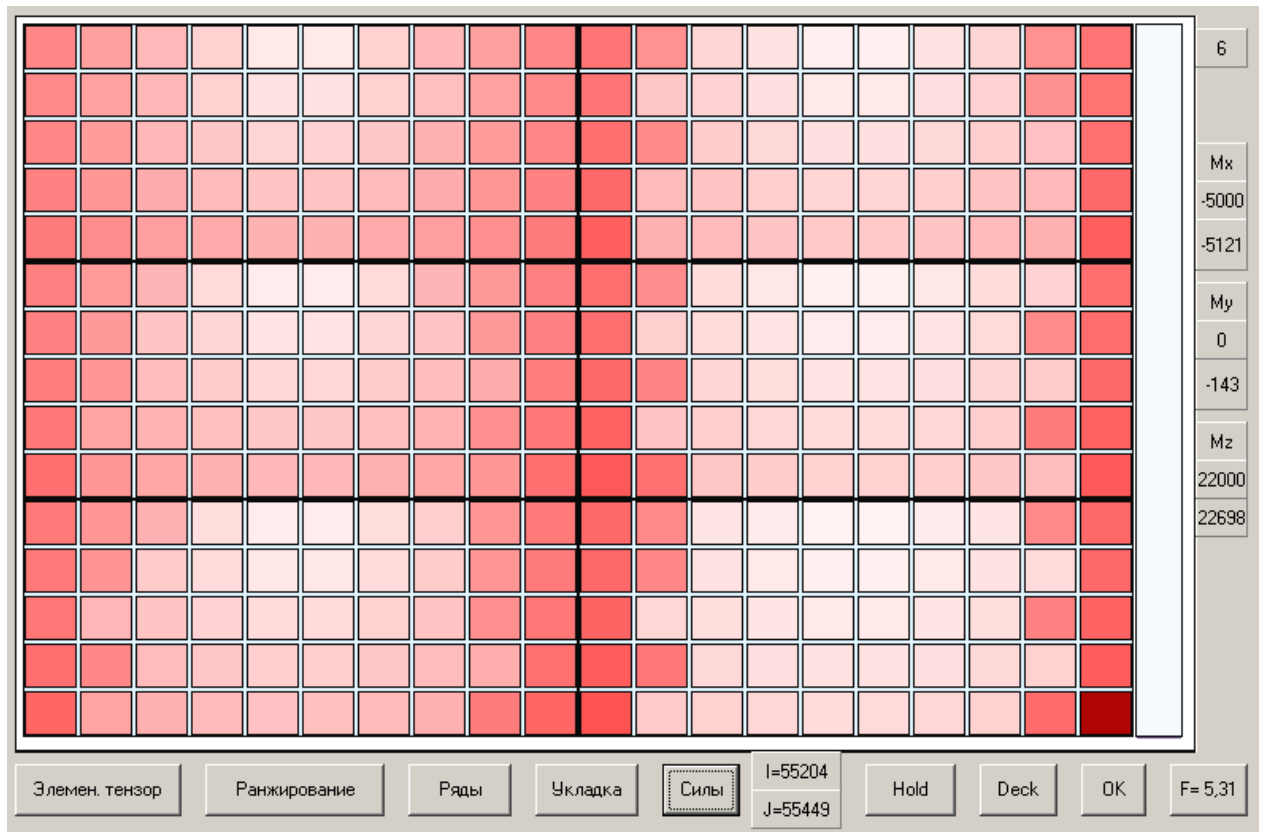 6
Mx
-5000
-5121
My
0
-143
Mz
22000
22698
Элемен. тензор
Ранжирование
Ряды
Укладка
Силы
I=55204
J=55449
Hold
Deck
OK
F= 5,31